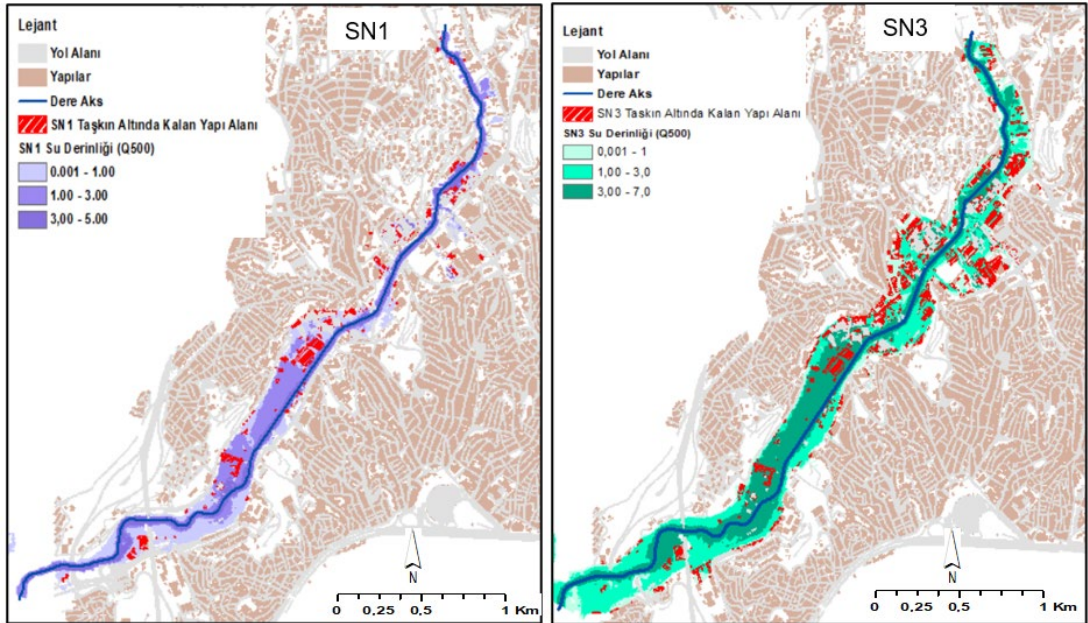 SN1
Lejant
Yol Alanı
Yapılar
Dere Aks
SN1 Taşkın Altında Kalan Yapı Alanı
SN1 Su Derinliği (Q500)
0.001 - 1.00
1.00 - 3.00
3,00 - 5.00
N
0 0,25 0,5 1 Km
SN3
Lejant
Yol Alanı
Yapılar
Dere Aks
SN3 Taşkın Altında Kalan Yapı Alanı
SN3 Su Derinliği (Q500)
0,001 - 1
1,00 - 3,0
3,00 - 7,0
N
0 0,25 0,5 1 Km